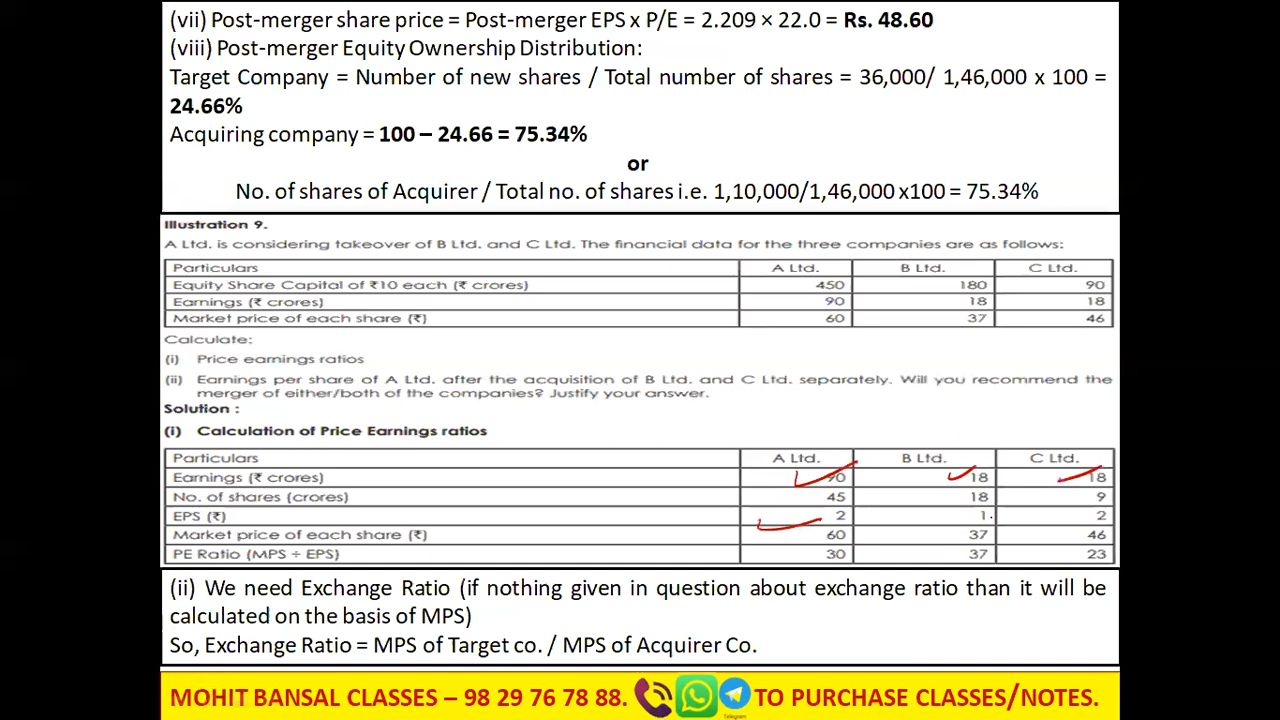 (vii) Post-merger share price = Post-merger EPS x P/E = 2.209 × 22.0 = Rs. 48.60
(viii) Post-merger Equity Ownership Distribution:
Target Company = Number of new shares / Total number of shares = 36,000/ 1,46,000 x 100 =
24.66%
Acquiring company = 100 – 24.66 = 75.34%
or
No. of shares of Acquirer / Total no. of shares i.e. 1,10,000/1,46,000 x100 = 75.34%
Illustration 9.
A Ltd. is considering takeover of B Ltd. and C Ltd. The financial data for the three companies are as follows:
Particulars A Ltd. B Ltd. C Ltd.
Equity Share Capital of ₹10 each (₹ crores) 450 180 90
Earnings (₹ crores) 90 18 18
Market price of each share (₹) 60 37 46
Calculate:
(i) Price earnings ratios
(ii) Earnings per share of A Ltd. after the acquisition of B Ltd. and C Ltd. separately. Will you recommend the
merger of either/both of the companies? Justify your answer.
Solution :
(i) Calculation of Price Earnings ratios
Particulars A Ltd. B Ltd. C Ltd.
Earnings (₹ crores) 90 18 18
No. of shares (crores) 45 18 9
EPS (₹) 2 1 2
Market price of each share (₹) 60 37 46
PE Ratio (MPS ÷ EPS) 30 37 23
(ii) We need Exchange Ratio (if nothing given in question about exchange ratio than it will be
calculated on the basis of MPS)
So, Exchange Ratio = MPS of Target co. / MPS of Acquirer Co.
MOHIT BANSAL CLASSES – 98 29 76 78 88. TO PURCHASE CLASSES/NOTES.
Telegram